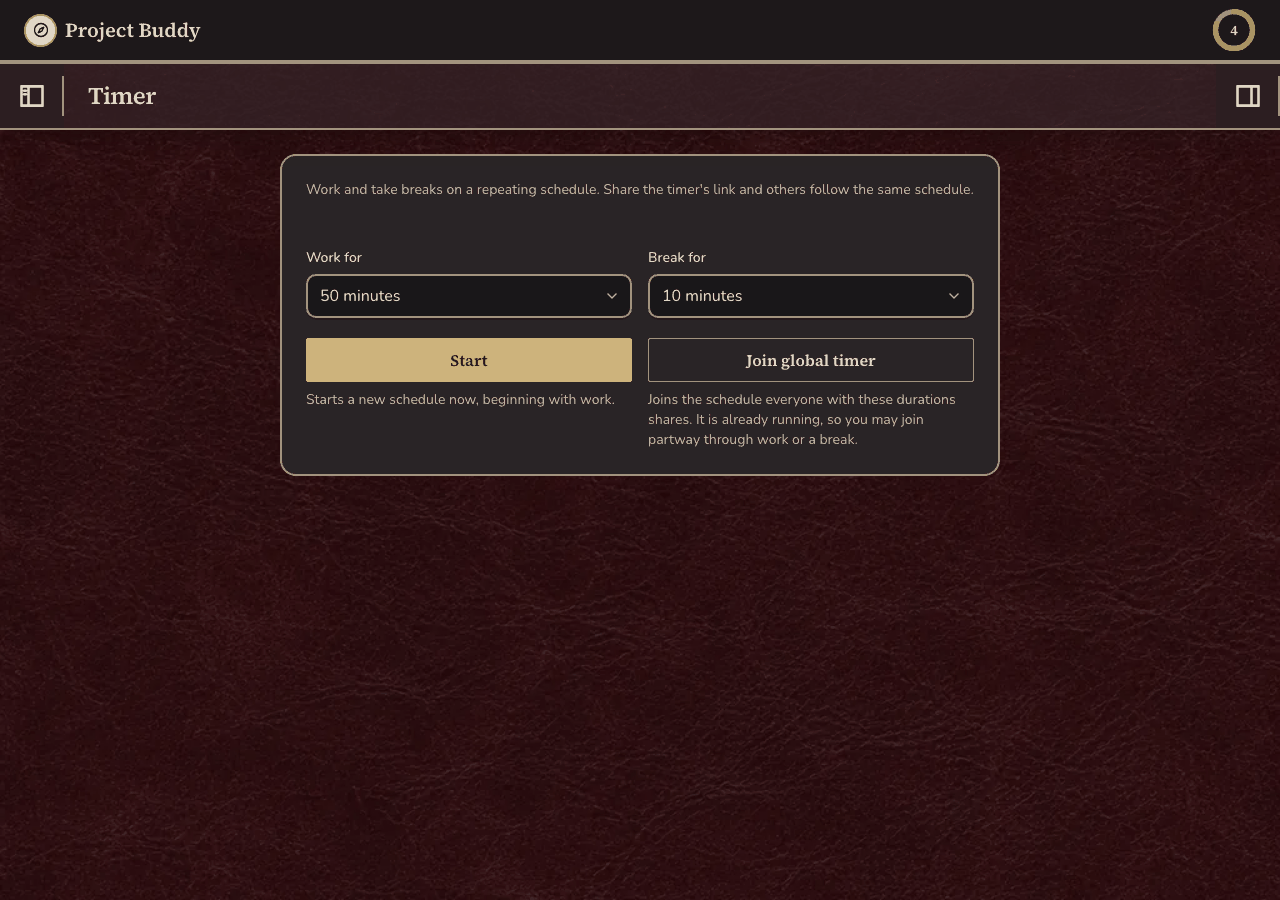 Project Buddy
4
Timer
Work and take breaks on a repeating schedule. Share the timer's link and others follow the same schedule.
Work for
Break for
50 minutes
10 minutes
Start
Join global timer
Starts a new schedule now, beginning with work.
Joins the schedule everyone with these durations
shares. It is already running, so you may join
partway through work or a break.